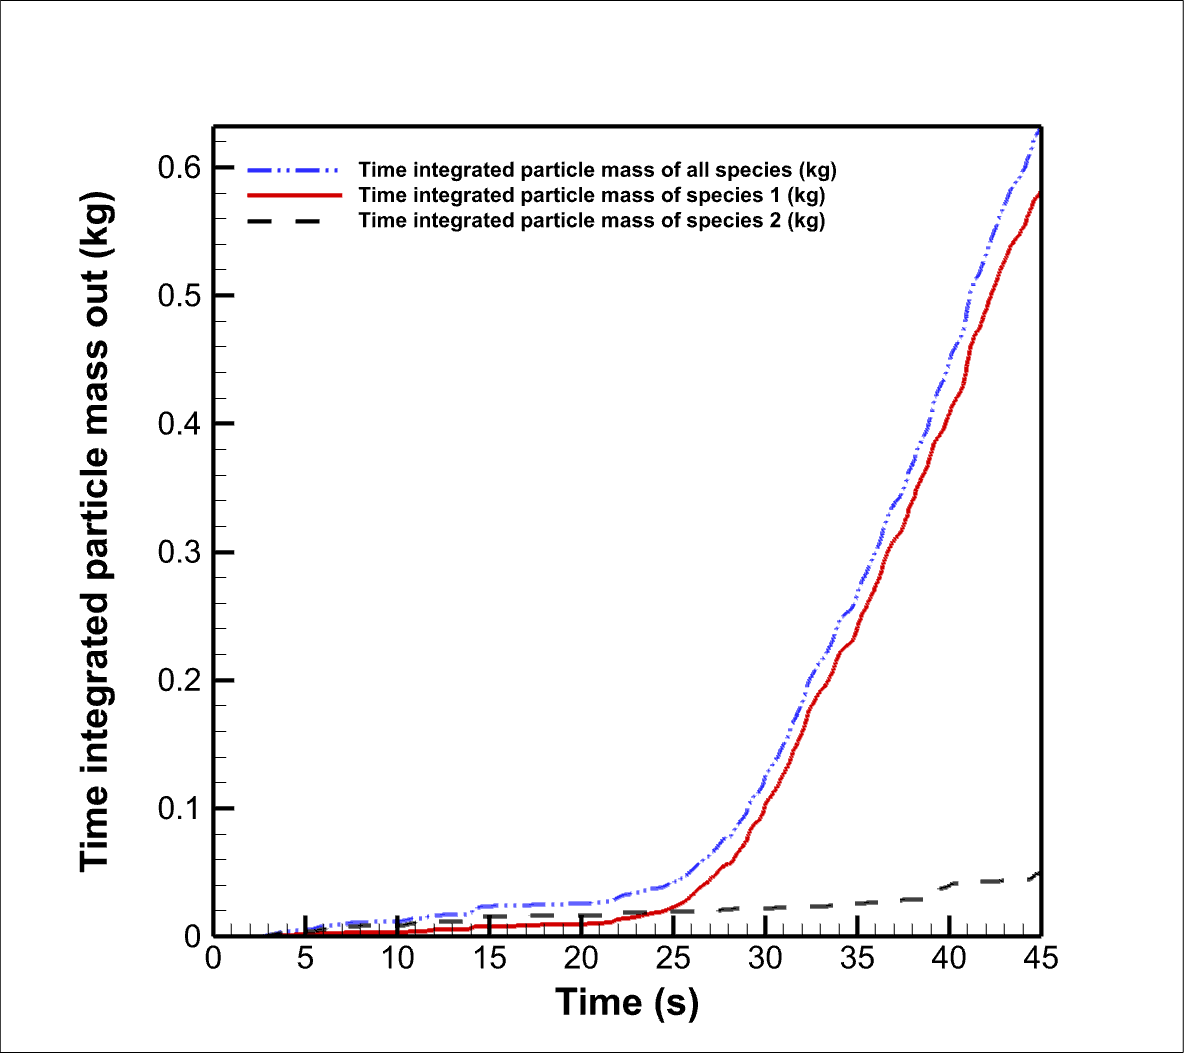 Time integrated particle mass out (kg)
0.6
0.5
0.4
0.3
0.2
0.1
0
Time integrated particle mass of all species (kg)
Time integrated particle mass of species 1 (kg)
Time integrated particle mass of species 2 (kg)
0 5 10 15 20 25 30 35 40 45
Time (s)